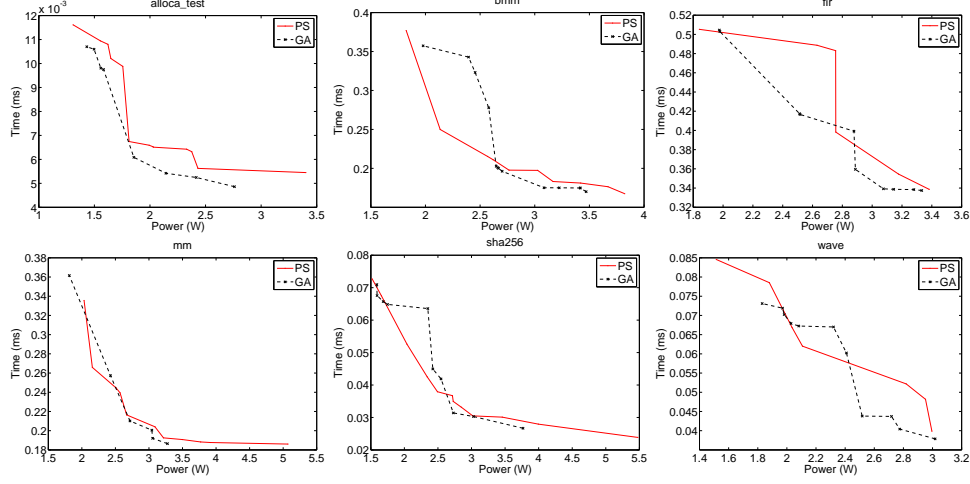 alloca_test
x 10⁻³
12
11
10
9
8
7
6
5
4
Time (ms)
1 1.5 2 2.5 3 3.5
Power (W)
PS
GA
bmm
0.4
0.35
0.3
0.2
Time (ms)
1.5 2 2.5 3 3.5 4
Power (W)
PS
GA
fir
0.52
0.5
0.48
0.46
0.44
0.42
0.4
0.38
0.36
0.34
0.32
Time (ms)
1.8 2 2.2 2.4 2.6 2.8 3 3.2 3.4 3.6
Power (W)
PS
GA
mm
0.38
0.36
0.34
0.32
0.3
0.28
0.26
0.24
0.22
0.2
0.18
Time (ms)
1.5 2 2.5 3 3.5 4 4.5 5 5.5
Power (W)
PS
GA
sha256
0.08
0.07
0.06
0.05
0.04
0.03
0.02
Time (ms)
1.5 2 2.5 3 3.5 4 4.5 5 5.5
Power (W)
PS
GA
wave
0.085
0.08
0.075
0.07
0.065
0.06
0.055
0.05
0.045
0.04
Time (ms)
1.4 1.6 1.8 2 2.2 2.4 2.6 2.8 3 3.2
Power (W)
PS
GA